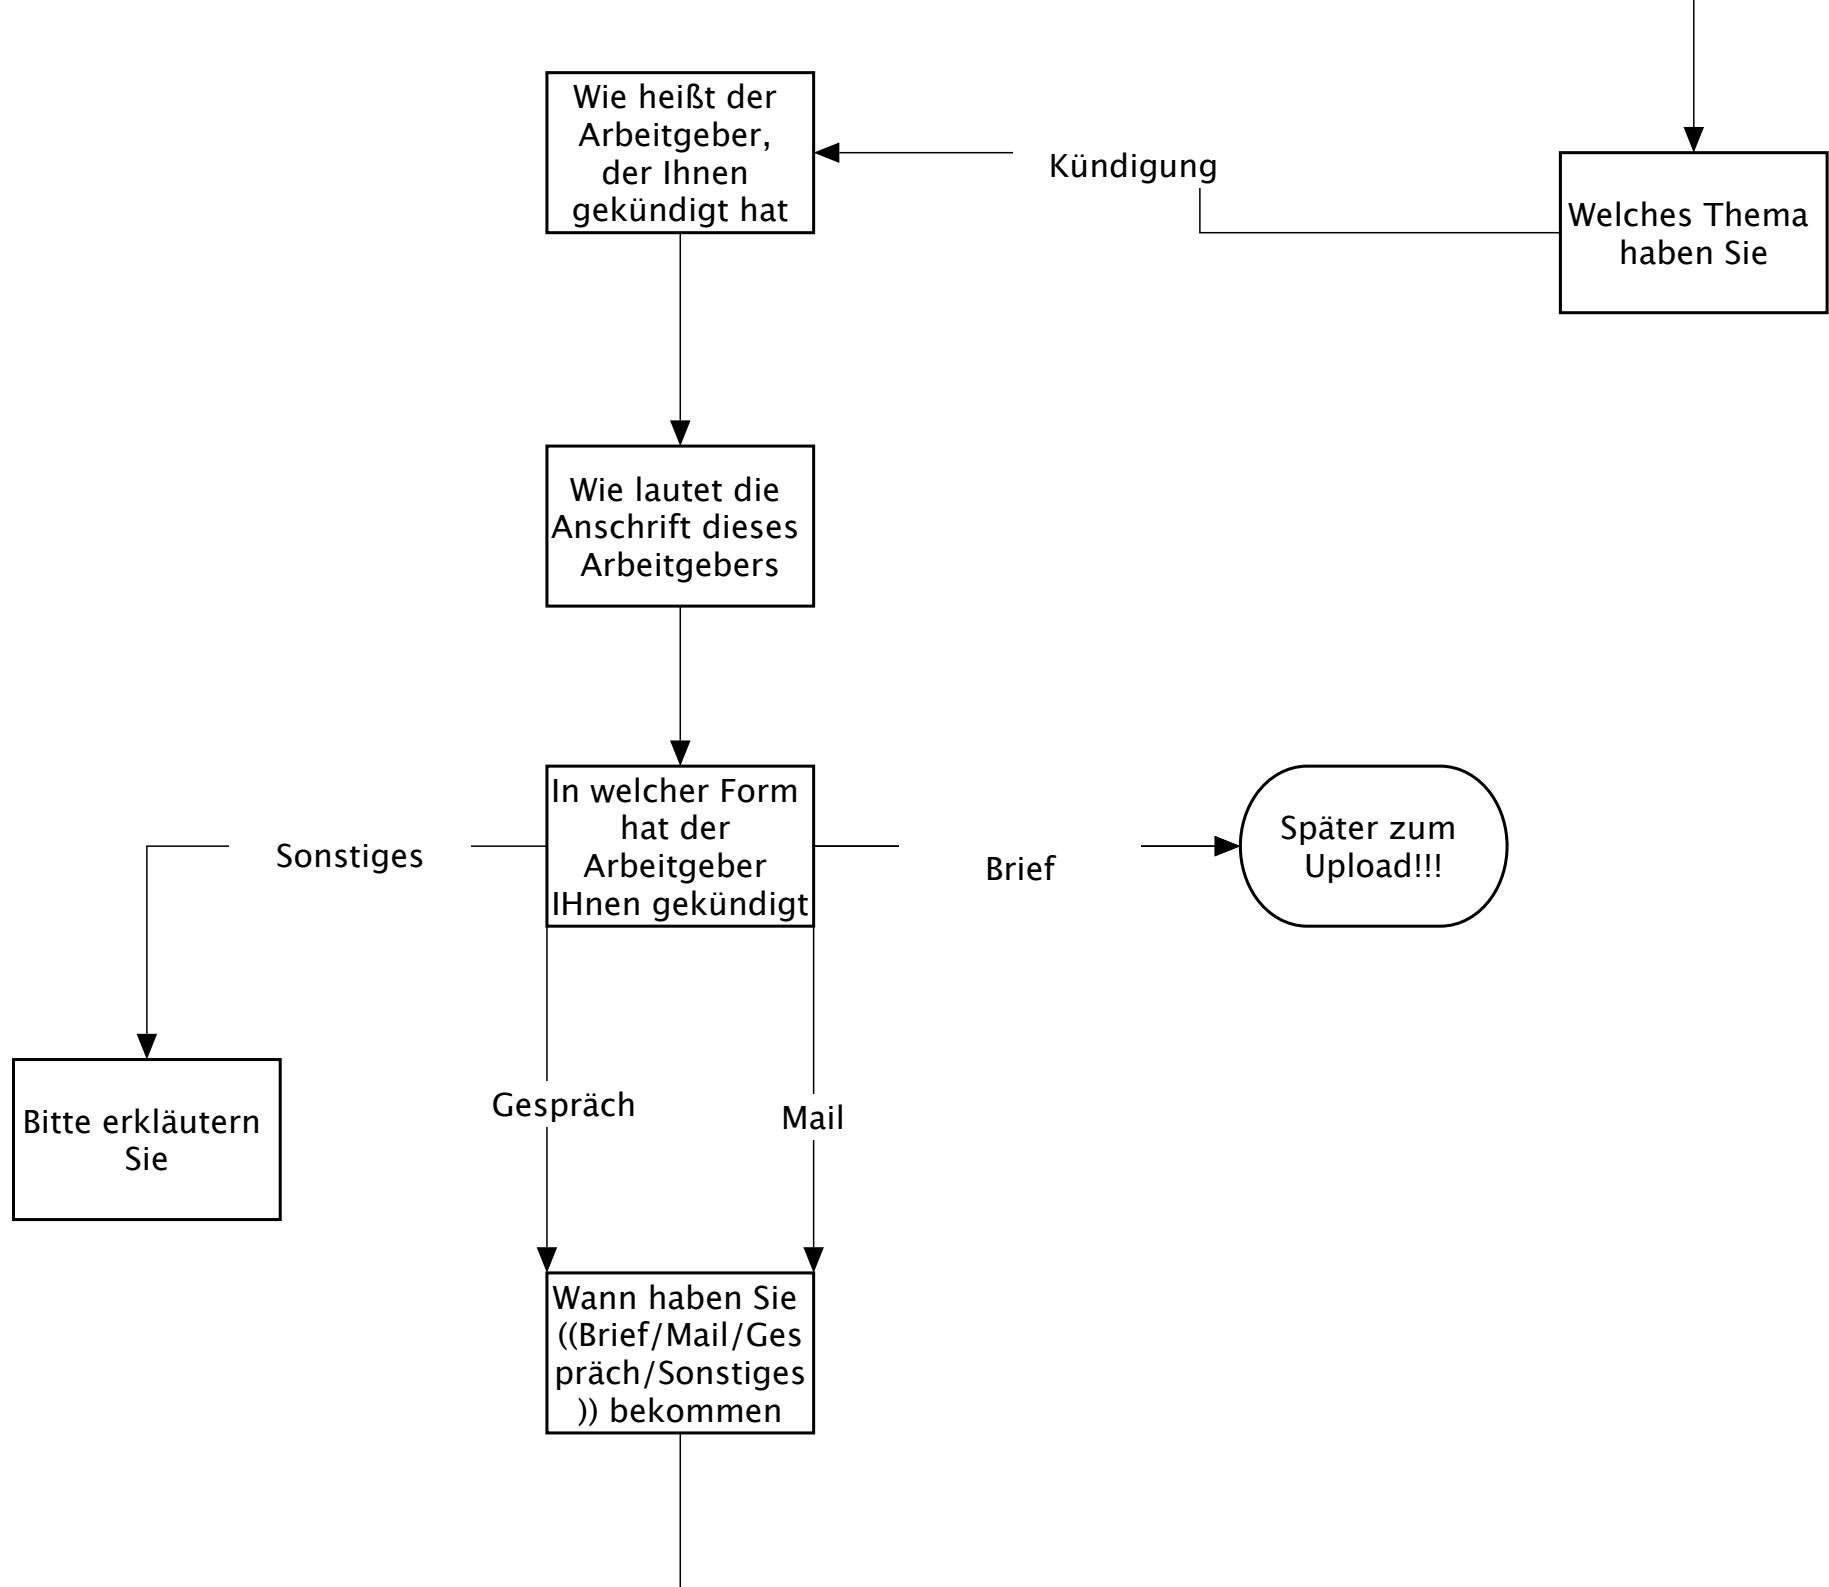 Wie heißt der
Arbeitgeber,
der Ihnen
gekündigt hat
Kündigung
Welches Thema
haben Sie
Wie lautet die
Anschrift dieses
Arbeitgebers
In welcher Form
hat der
Arbeitgeber
IHnen gekündigt
Sonstiges
Brief
Später zum
Upload!!!
Bitte erkläutern
Sie
Gespräch
Mail
Wann haben Sie
((Brief/Mail/Ges
präch/Sonstiges
)) bekommen